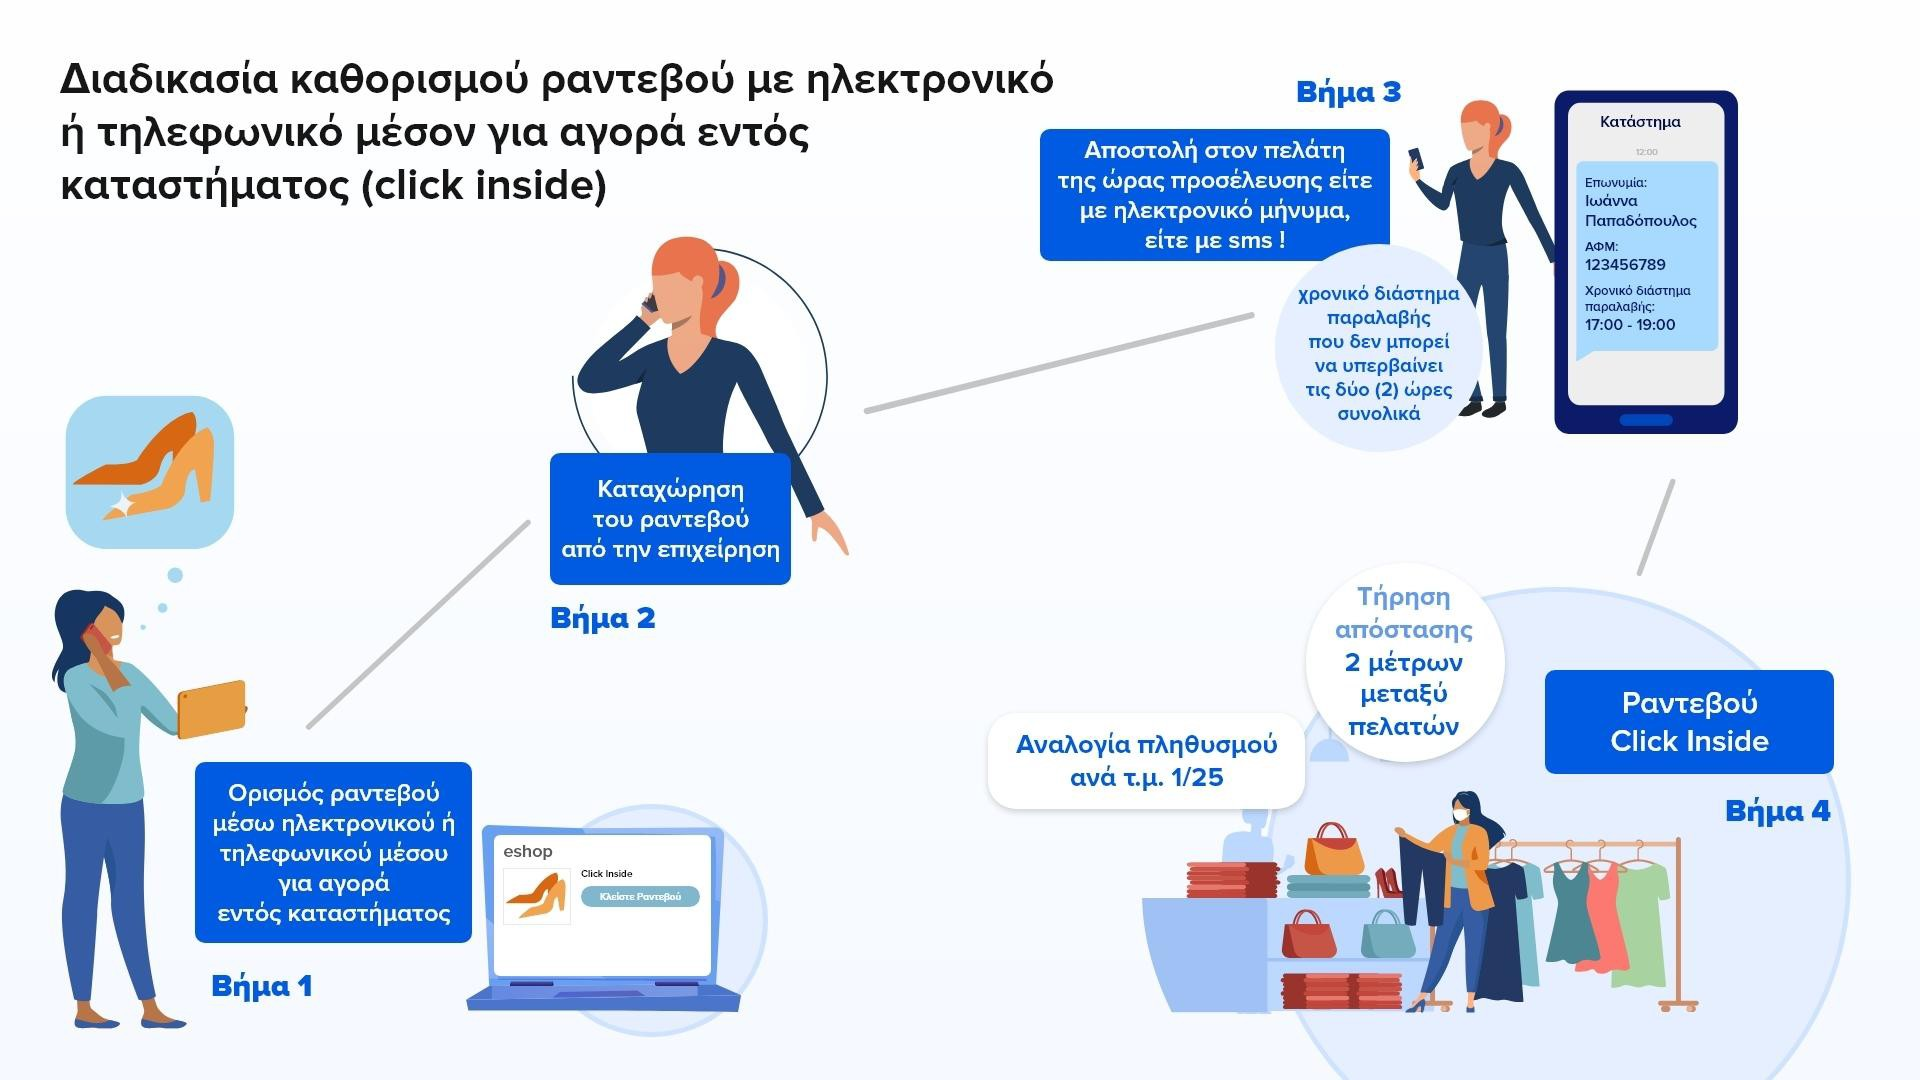 Διαδικασία καθορισμού ραντεβού με ηλεκτρονικό
ή τηλεφωνικό μέσον για αγορά εντός
καταστήματος (click inside)
Ορισμός ραντεβού
μέσω ηλεκτρονικού ή
τηλεφωνικού μέσου
για αγορά
εντός καταστήματος
Βήμα 1
eshop
Click Inside
Κλείστε Ραντεβού
Καταχώρηση
του ραντεβού
από την επιχείρηση
Βήμα 2
Βήμα 3
Αποστολή στον πελάτη
της ώρας προσέλευσης είτε
με ηλεκτρονικό μήνυμα,
είτε με sms !
χρονικό διάστημα
παραλαβής
που δεν μπορεί
να υπερβαίνει
τις δύο (2) ώρες
συνολικά
Κατάστημα
12:00
Επωνυμία:
Ιωάννα
Παπαδόπουλος
ΑΦΜ:
123456789
Χρονικό διάστημα
παραλαβής:
17:00 - 19:00
Τήρηση
απόστασης
2 μέτρων
μεταξύ
πελατών
Αναλογία πληθυσμού
ανά τ.μ. 1/25
Ραντεβού
Click Inside
Βήμα 4